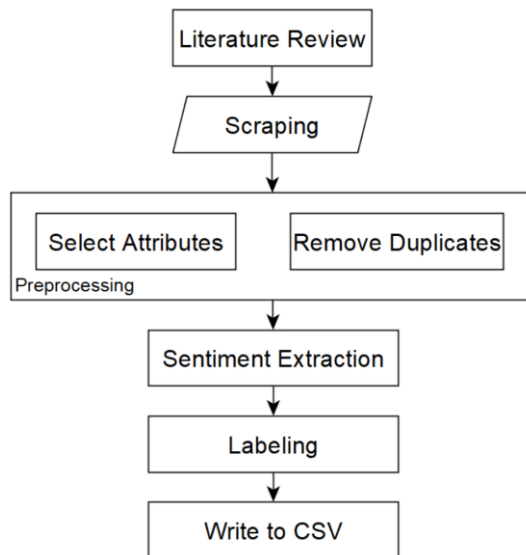 Literature Review
Scraping
Select Attributes
Remove Duplicates
Preprocessing
Sentiment Extraction
Labeling
Write to CSV